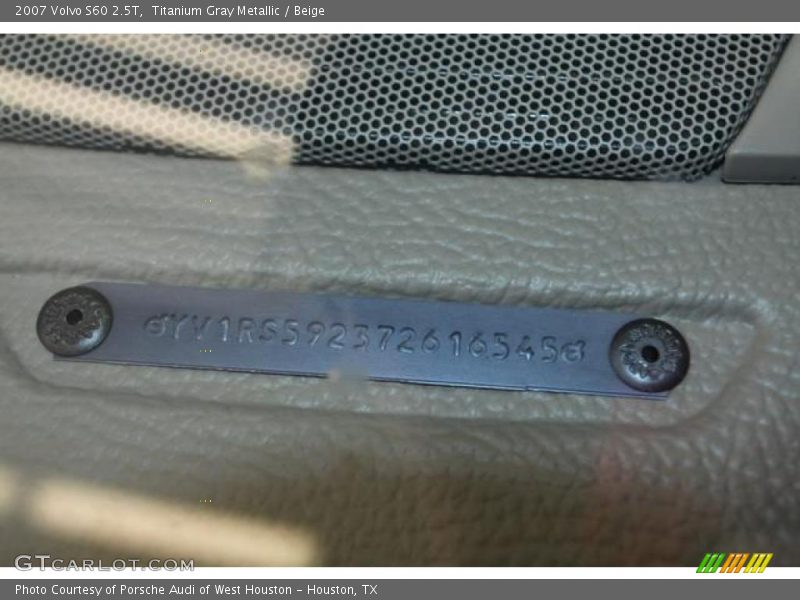 2007 Volvo S60 2.5T, Titanium Gray Metallic / Beige
YV1RS592372616545
GTCARLOT.COM
Photo Courtesy of Porsche Audi of West Houston - Houston, TX